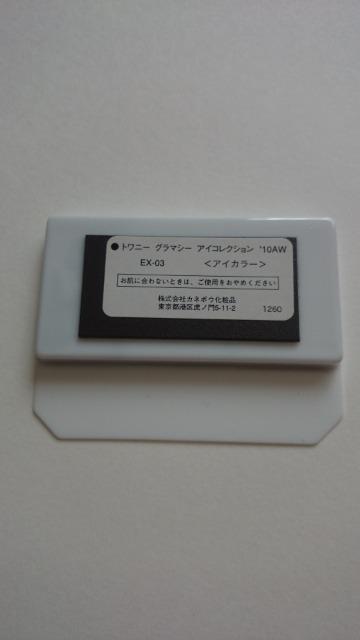 ●トワニー グラマシー アイコレクション '10AW
EX-03 <アイカラー>
お肌に合わないときは、ご使用をおやめください
株式会社カネボウ化粧品
東京都港区虎ノ門5-11-2 1260